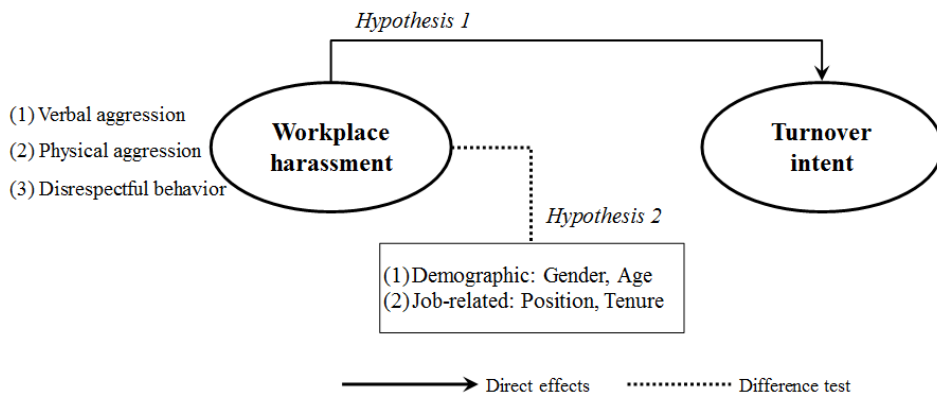 Hypothesis 1
(1) Verbal aggression
(2) Physical aggression
(3) Disrespectful behavior
Workplace
harassment
Turnover
intent
Hypothesis 2
(1) Demographic: Gender, Age
(2) Job-related: Position, Tenure
Direct effects
Difference test